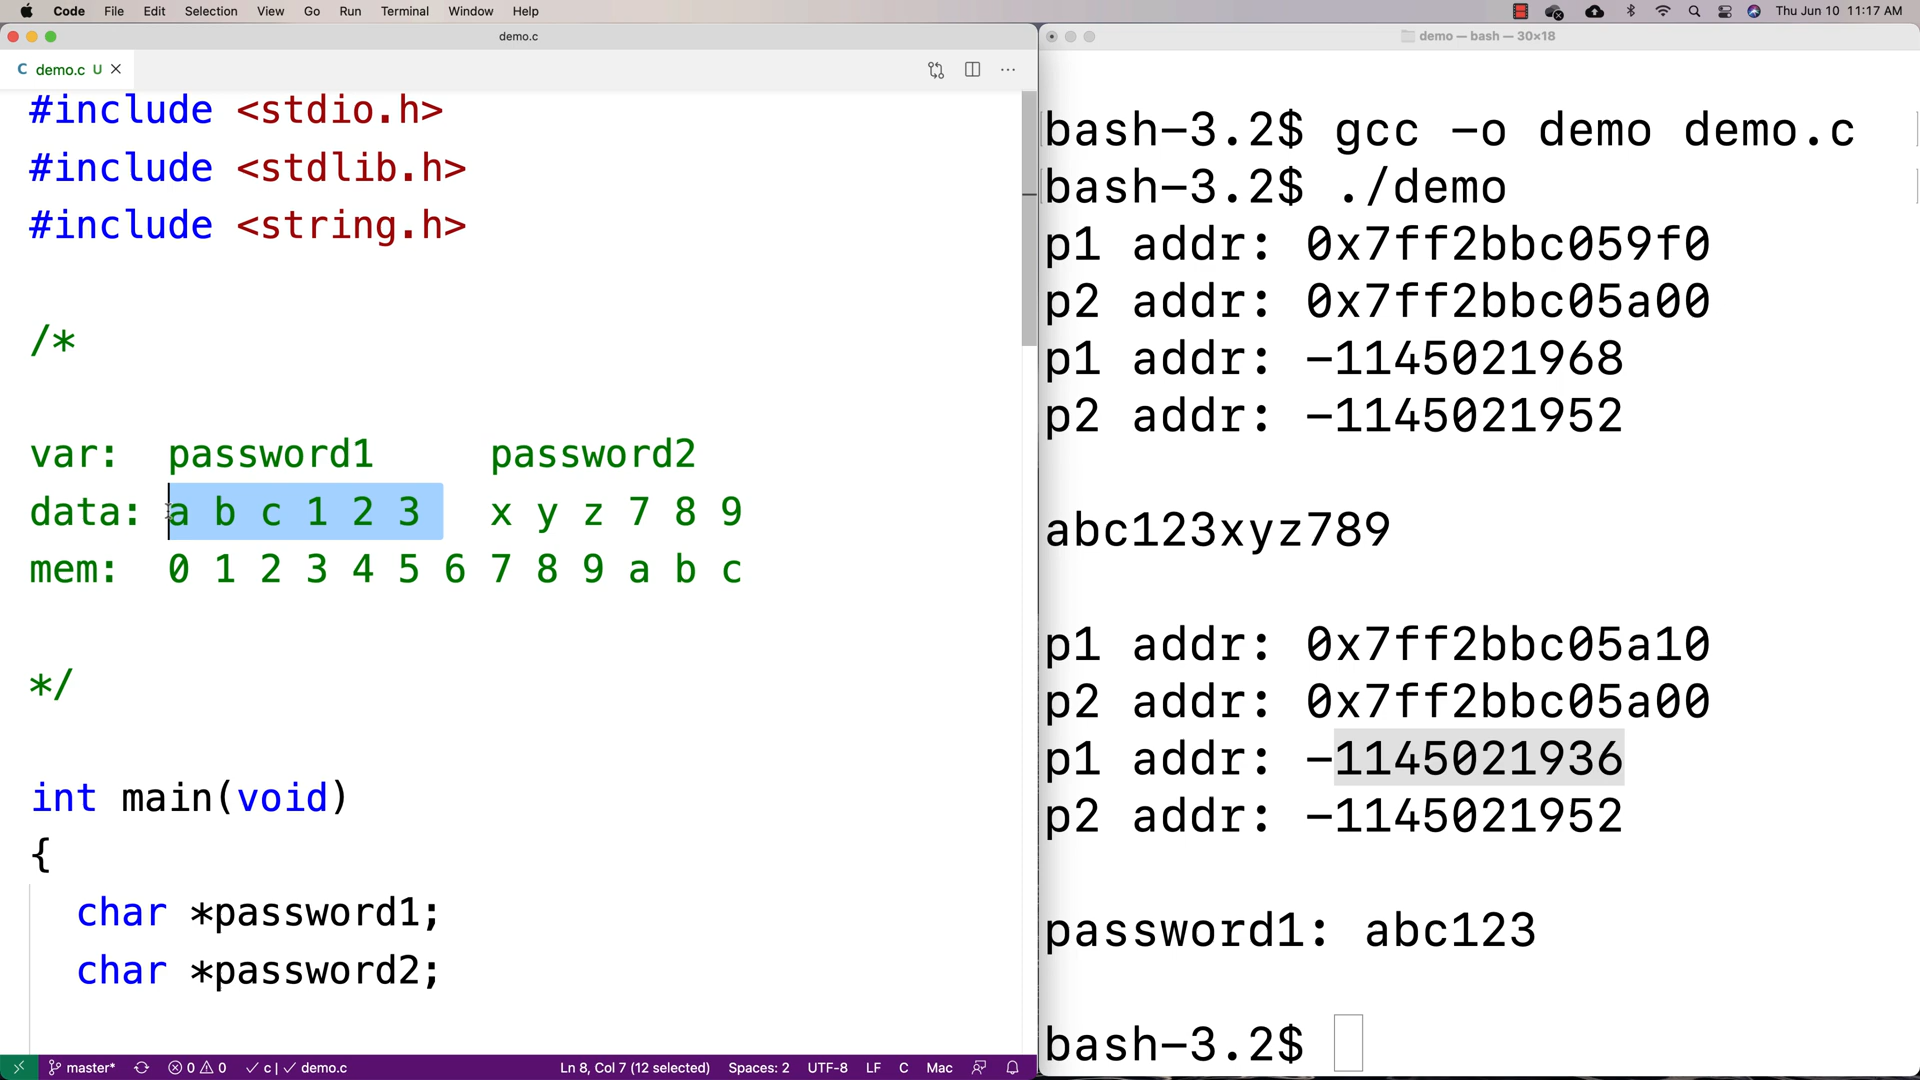 Code File Edit Selection View Go Run Terminal Window Help Thu Jun 10 11:17 AM
demo.c
C demo.c U
#include <stdio.h>
#include <stdlib.h>
#include <string.h>
/*
var: password1 password2
data: a b c 1 2 3 x y z 7 8 9
mem: 0 1 2 3 4 5 6 7 8 9 a b c
*/
int main(void)
{
char *password1;
char *password2;
master* 0 0 c | demo.c Ln 8, Col 7 (12 selected) Spaces: 2 UTF-8 LF C Mac
demo — bash — 30×18
bash-3.2$ gcc -o demo demo.c
bash-3.2$ ./demo
p1 addr: 0x7ff2bbc059f0
p2 addr: 0x7ff2bbc05a00
p1 addr: -1145021968
p2 addr: -1145021952
abc123xyz789
p1 addr: 0x7ff2bbc05a10
p2 addr: 0x7ff2bbc05a00
p1 addr: -1145021936
p2 addr: -1145021952
password1: abc123
bash-3.2$